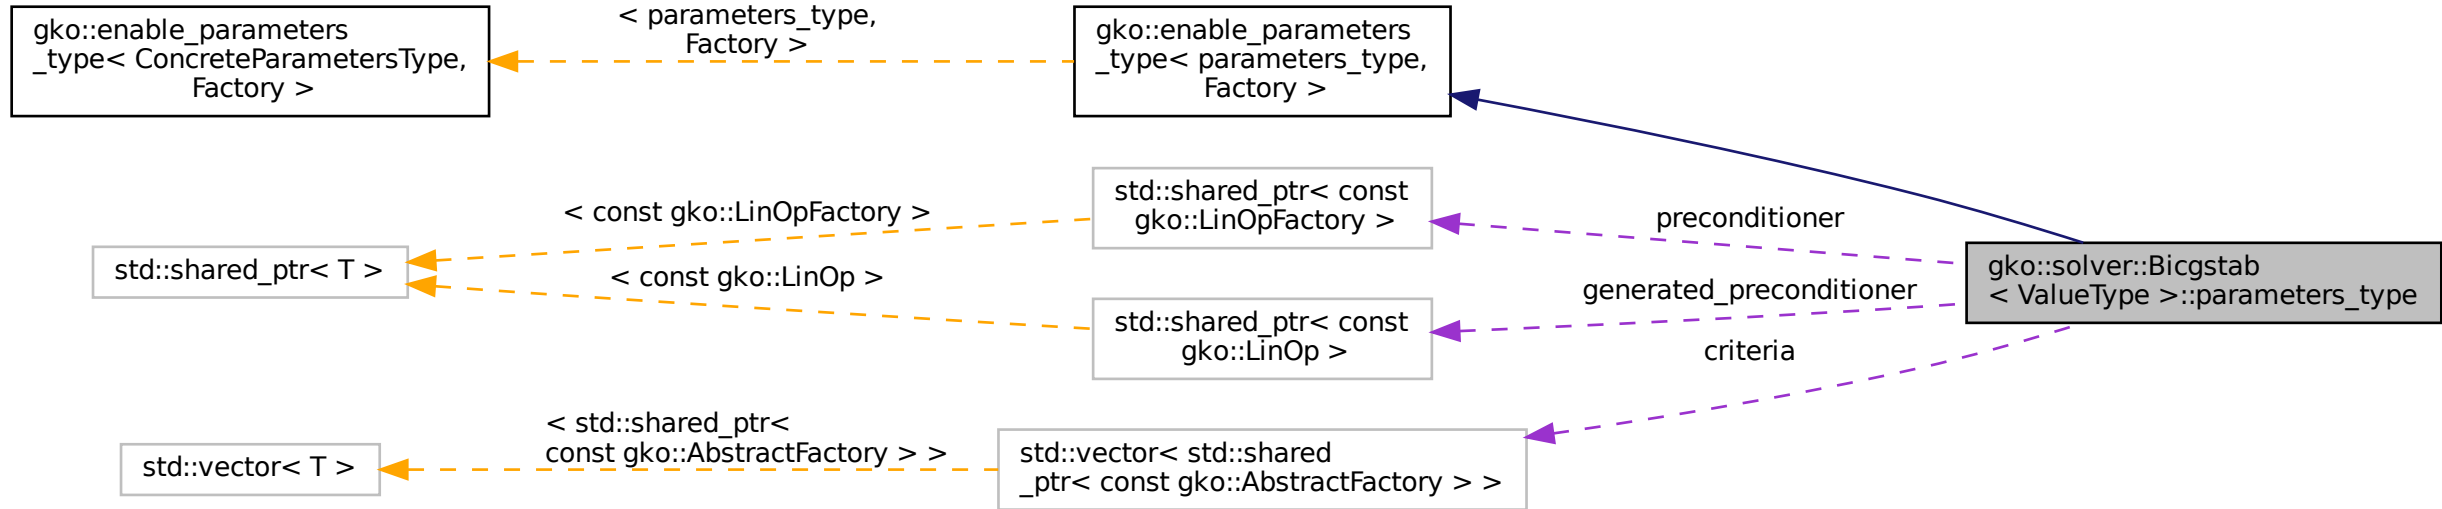 gko::enable_parameters
_type< ConcreteParametersType,
Factory >
< parameters_type,
Factory >
gko::enable_parameters
_type< parameters_type,
Factory >
std::shared_ptr< T >
< const gko::LinOpFactory >
< const gko::LinOp >
std::shared_ptr< const
gko::LinOpFactory >
std::shared_ptr< const
gko::LinOp >
preconditioner
generated_preconditioner
criteria
gko::solver::Bicgstab
< ValueType >::parameters_type
std::vector< T >
< std::shared_ptr<
const gko::AbstractFactory > >
std::vector< std::shared
_ptr< const gko::AbstractFactory > >